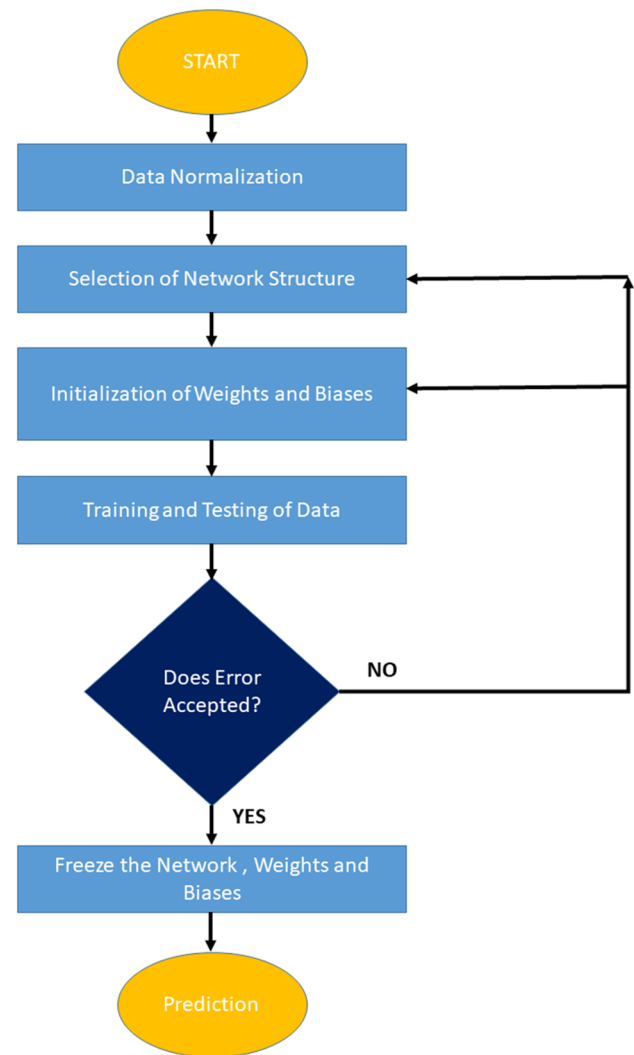 START
Data Normalization
Selection of Network Structure
Initialization of Weights and Biases
Training and Testing of Data
Does Error
Accepted?
NO
YES
Freeze the Network , Weights and
Biases
Prediction